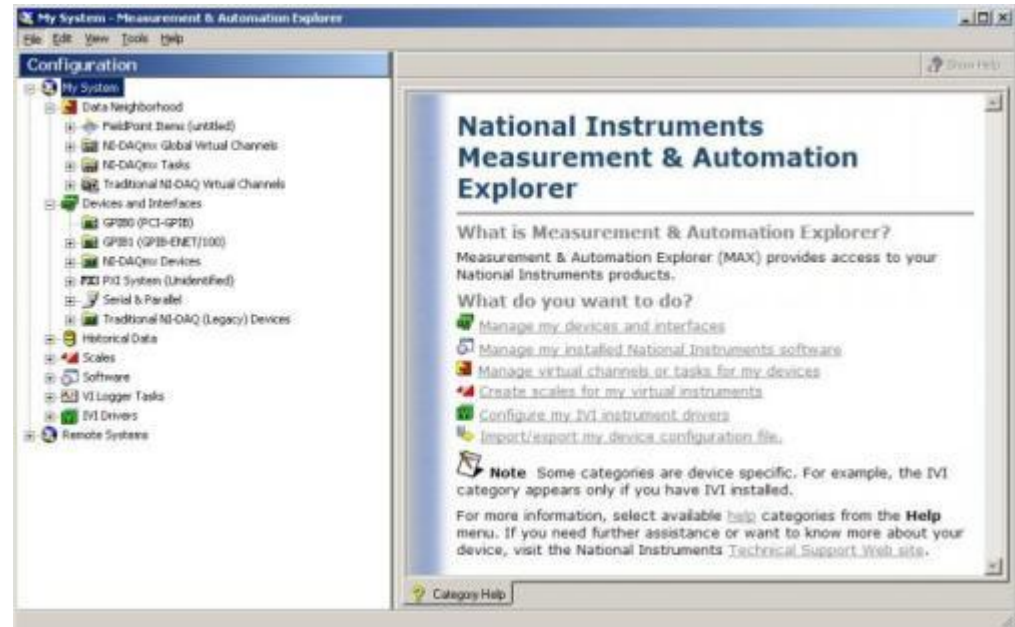 My System - Measurement & Automation Explorer
File Edit View Tools Help
Configuration
Show Help
My System
Data Neighborhood
FieldPoint Items (untitled)
NI-DAQmx Global Virtual Channels
NI-DAQmx Tasks
Traditional NI-DAQ Virtual Channels
Devices and Interfaces
GPIB0 (PCI-GPIB)
GPIB1 (GPIB-ENET/100)
NI-DAQmx Devices
PXI PXI System (Unidentified)
Serial & Parallel
Traditional NI-DAQ (Legacy) Devices
Historical Data
Scales
Software
VI Logger Tasks
IVI Drivers
Remote Systems
National Instruments
Measurement & Automation
Explorer
What is Measurement & Automation Explorer?
Measurement & Automation Explorer (MAX) provides access to your
National Instruments products.
What do you want to do?
Manage my devices and interfaces
Manage my installed National Instruments software
Manage virtual channels or tasks for my devices
Create scales for my virtual instruments
Configure my IVI instrument drivers
Import/export my device configuration file.
Note Some categories are device specific. For example, the IVI
category appears only if you have IVI installed.
For more information, select available help categories from the Help
menu. If you need further assistance or want to know more about your
device, visit the National Instruments Technical Support Web site.
Category Help